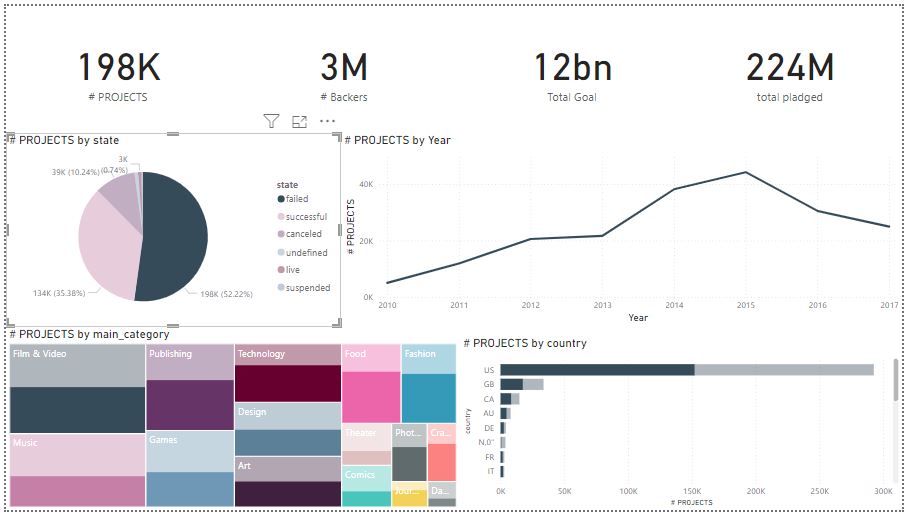 198K
# PROJECTS
3M
# Backers
12bn
Total Goal
224M
total pladged
# PROJECTS by state
3K
(0.74%)
39K (10.24%)
134K (35.38%)
198K (52.22%)
state
failed
successful
canceled
undefined
live
suspended
# PROJECTS by Year
# PROJECTS
40K
20K
0K
2010
2011
2012
2013
2014
2015
2016
2017
Year
# PROJECTS by main_category
Film & Video
Publishing
Technology
Food
Fashion
Design
Music
Games
Art
Theater
Phot...
Cra...
Comics
Jour...
Da...
# PROJECTS by country
country
US
GB
CA
AU
DE
N,0"
FR
IT
0K
50K
100K
150K
200K
250K
300K
# PROJECTS